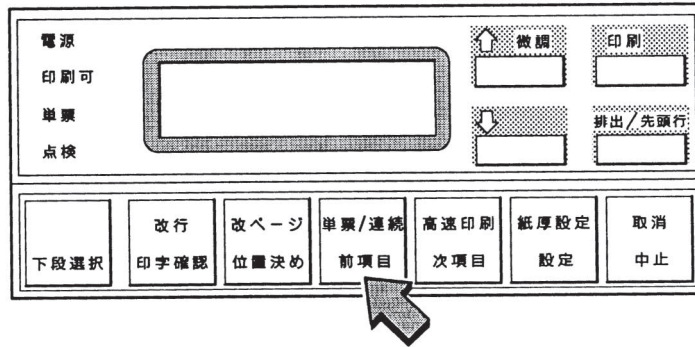 電源
印刷可
単票
点検
微調
印刷
排出/先頭行
下段選択
改行
印字確認
改ページ
位置決め
単票/連続
前項目
高速印刷
次項目
紙厚設定
設定
取消
中止